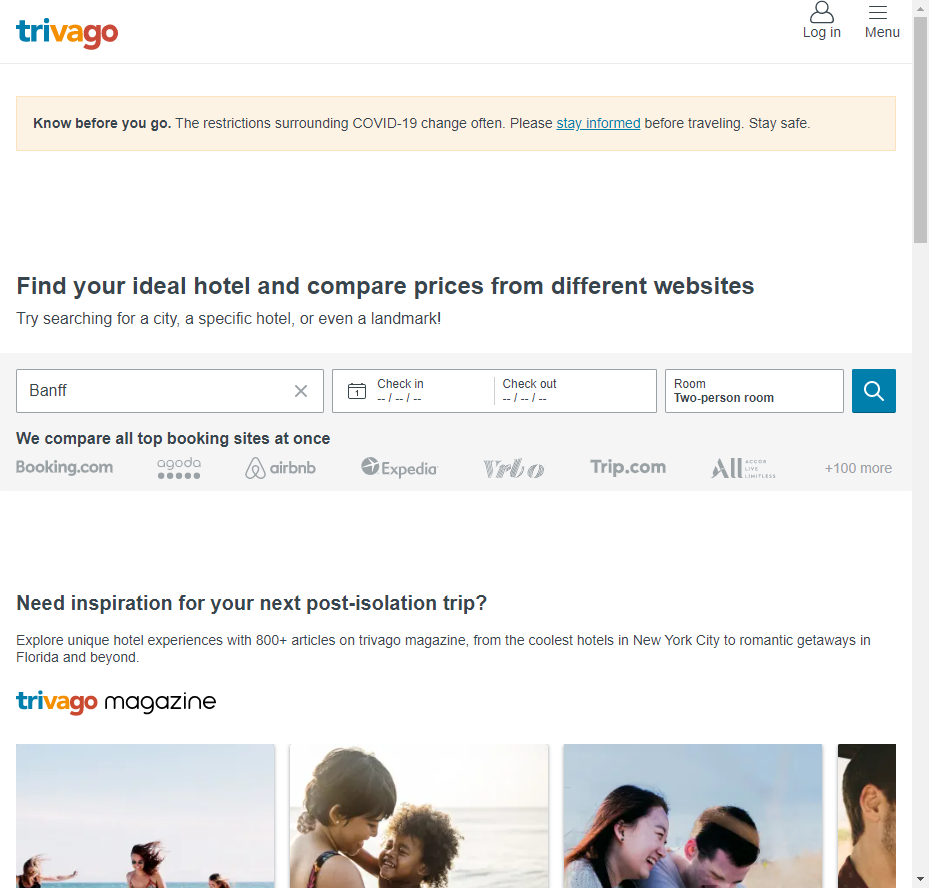 trivago
Log in
Menu
Know before you go. The restrictions surrounding COVID-19 change often. Please stay informed before traveling. Stay safe.
Find your ideal hotel and compare prices from different websites
Try searching for a city, a specific hotel, or even a landmark!
Banff
1
Check in
-- / -- / --
Check out
-- / -- / --
Room
Two-person room
We compare all top booking sites at once
Booking.com
agoda
airbnb
Expedia
Vrbo
Trip.com
ALL ACCOR
LIVE
LIMITLESS
+100 more
Need inspiration for your next post-isolation trip?
Explore unique hotel experiences with 800+ articles on trivago magazine, from the coolest hotels in New York City to romantic getaways in
Florida and beyond.
trivago magazine